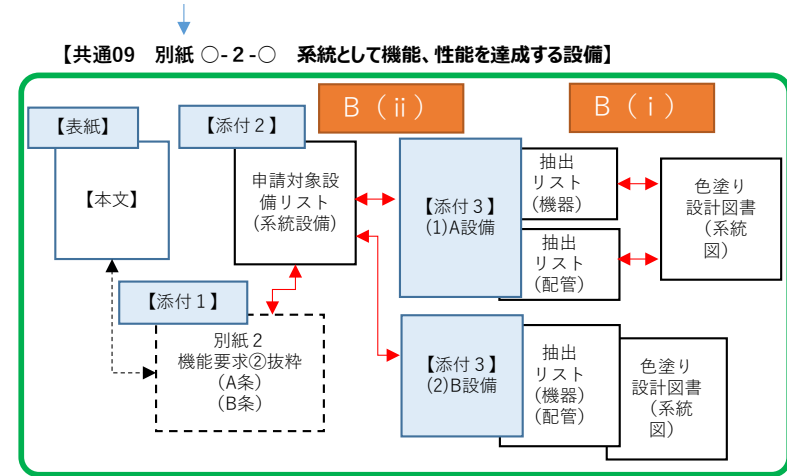 【共通09 別紙 ○-２-○ 系統として機能、性能を達成する設備】
B（ⅱ）
B（ⅰ）
【表紙】
【本文】
【添付２】
申請対象設
備リスト
(系統設備)
【添付１】
別紙２
機能要求②抜粋
(A条)
(B条)
【添付３】
(1)A設備
抽出
リスト
(機器)
抽出
リスト
(配管)
色塗り
設計図書
（系統
図）
【添付３】
(2)B設備
抽出
リスト
(機器)
(配管)
色塗り
設計図書
（系統
図）